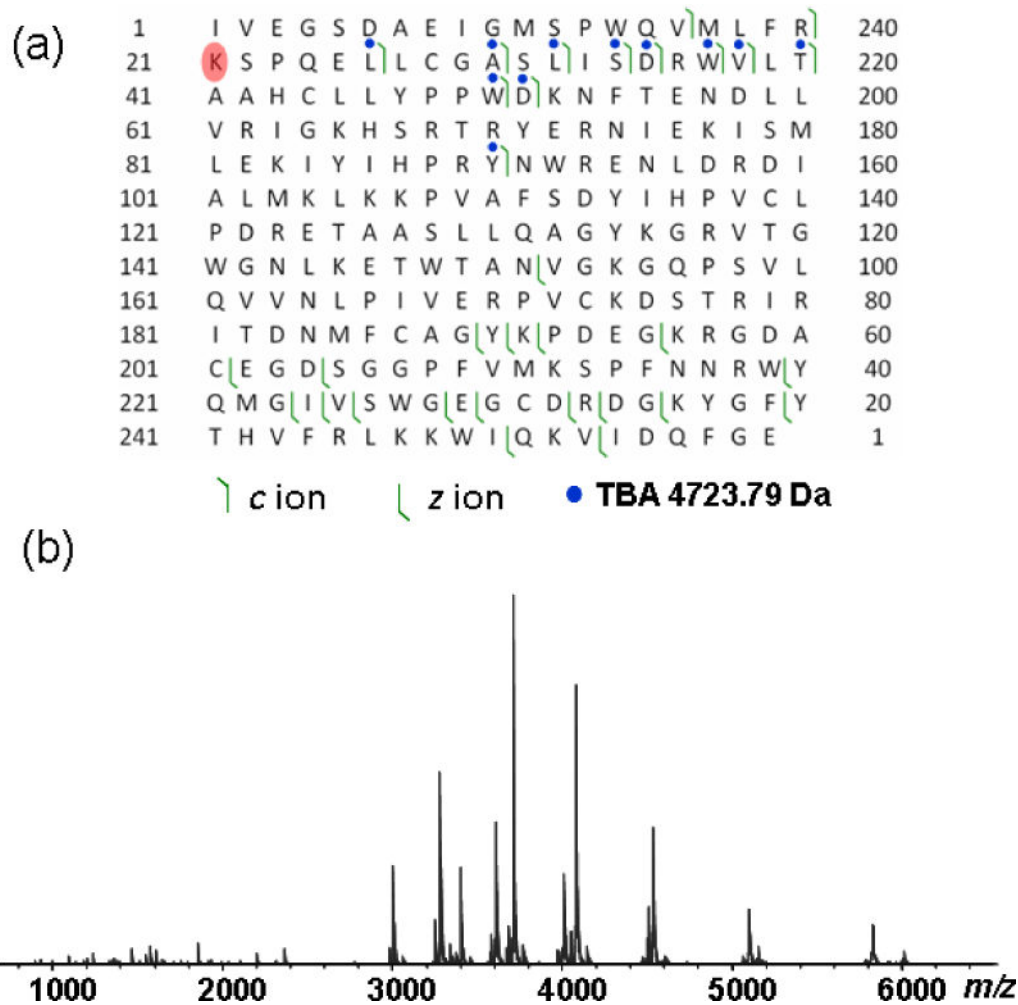 (a)
1 I V E G S D A E I G M S P W Q V M L F R 240
21 K S P Q E L L C G A S L I S D R W V L T 220
41 A A H C L L Y P P W D K N F T E N D L L 200
61 V R I G K H S R T R Y E R N I E K I S M 180
81 L E K I Y I H P R Y N W R E N L D R D I 160
101 A L M K L K K P V A F S D Y I H P V C L 140
121 P D R E T A A S L L Q A G Y K G R V T G 120
141 W G N L K E T W T A N V G K G Q P S V L 100
161 Q V V N L P I V E R P V C K D S T R I R 80
181 I T D N M F C A G Y K P D E G K R G D A 60
201 C E G D S G G P F V M K S P F N N R W Y 40
221 Q M G I V S W G E G C D R D G K Y G F Y 20
241 T H V F R L K K W I Q K V I D Q F G E 1
c ion z ion TBA 4723.79 Da
(b)
1000 2000 3000 4000 5000 6000 m/z